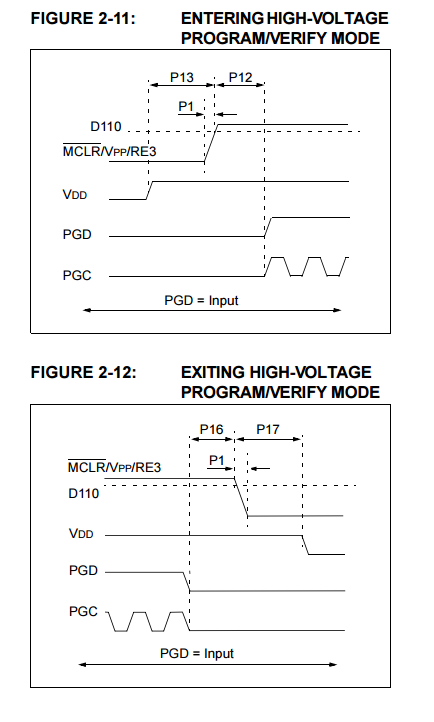 FIGURE 2-11: ENTERING HIGH-VOLTAGE
PROGRAM/VERIFY MODE
P13 P12
P1
D110
MCLR/VPP/RE3
VDD
PGD
PGC
PGD = Input
FIGURE 2-12: EXITING HIGH-VOLTAGE
PROGRAM/VERIFY MODE
P16 P17
P1
MCLR/VPP/RE3
D110
VDD
PGD
PGC
PGD = Input